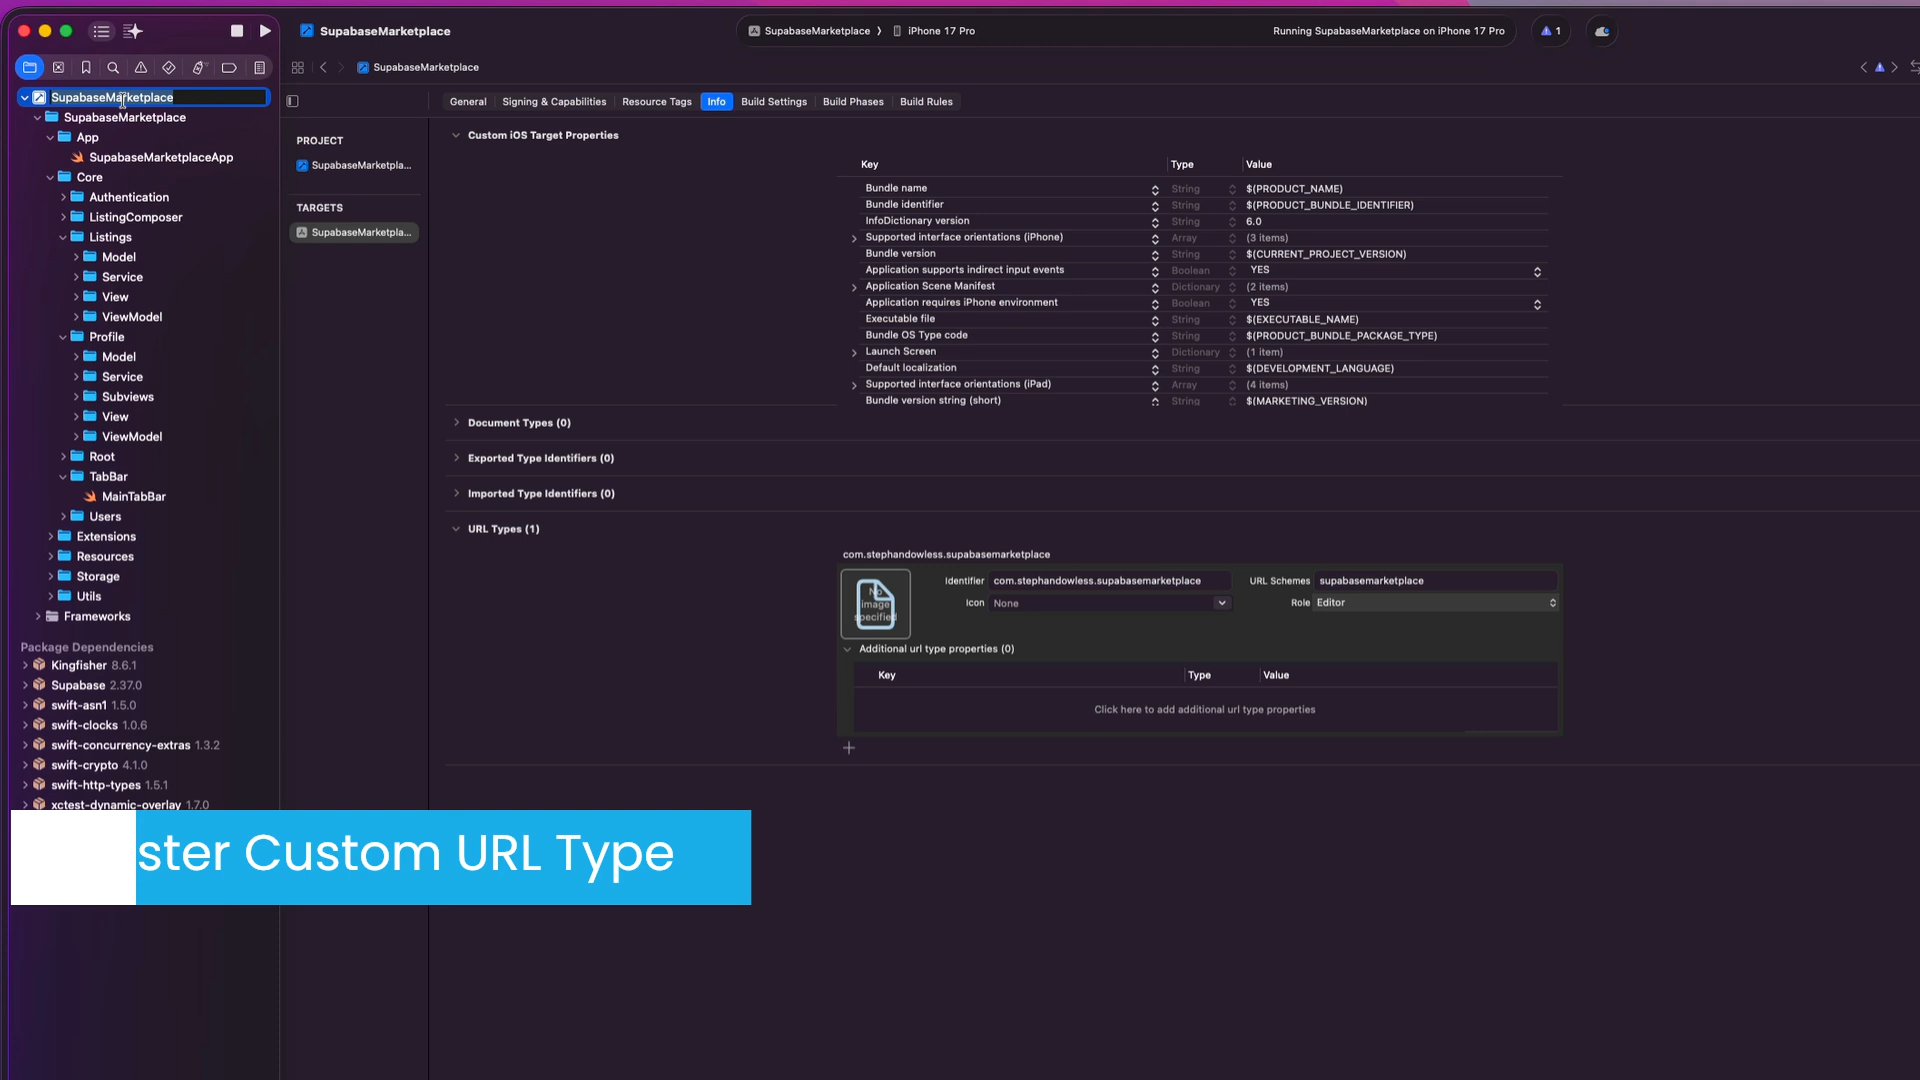 SupabaseMarketplace
SupabaseMarketplace
iPhone 17 Pro
Running SupabaseMarketplace on iPhone 17 Pro
1
SupabaseMarketplace
SupabaseMarketplace
SupabaseMarketplace
App
SupabaseMarketplaceApp
Core
Authentication
ListingComposer
Listings
Model
Service
View
ViewModel
Profile
Model
Service
Subviews
View
ViewModel
Root
TabBar
MainTabBar
Users
Extensions
Resources
Storage
Utils
Frameworks
Package Dependencies
Kingfisher 8.6.1
Supabase 2.37.0
swift-asn1 1.5.0
swift-clocks 1.0.6
swift-concurrency-extras 1.3.2
swift-crypto 4.1.0
swift-http-types 1.5.1
xctest-dynamic-overlay 1.7.0
General Signing & Capabilities Resource Tags Info Build Settings Build Phases Build Rules
PROJECT
SupabaseMarketpla...
TARGETS
SupabaseMarketpla...
Custom iOS Target Properties
Key Type Value
Bundle name String $(PRODUCT_NAME)
Bundle identifier String $(PRODUCT_BUNDLE_IDENTIFIER)
InfoDictionary version String 6.0
Supported interface orientations (iPhone) Array (3 items)
Bundle version String $(CURRENT_PROJECT_VERSION)
Application supports indirect input events Boolean YES
Application Scene Manifest Dictionary (2 items)
Application requires iPhone environment Boolean YES
Executable file String $(EXECUTABLE_NAME)
Bundle OS Type code String $(PRODUCT_BUNDLE_PACKAGE_TYPE)
Launch Screen Dictionary (1 item)
Default localization String $(DEVELOPMENT_LANGUAGE)
Supported interface orientations (iPad) Array (4 items)
Bundle version string (short) String $(MARKETING_VERSION)
Document Types (0)
Exported Type Identifiers (0)
Imported Type Identifiers (0)
URL Types (1)
com.stephandowless.supabasemarketplace
No
image
specified
Identifier com.stephandowless.supabasemarketplace URL Schemes supabasemarketplace
Icon None Role Editor
Additional url type properties (0)
Key Type Value
Click here to add additional url type properties
ster Custom URL Type